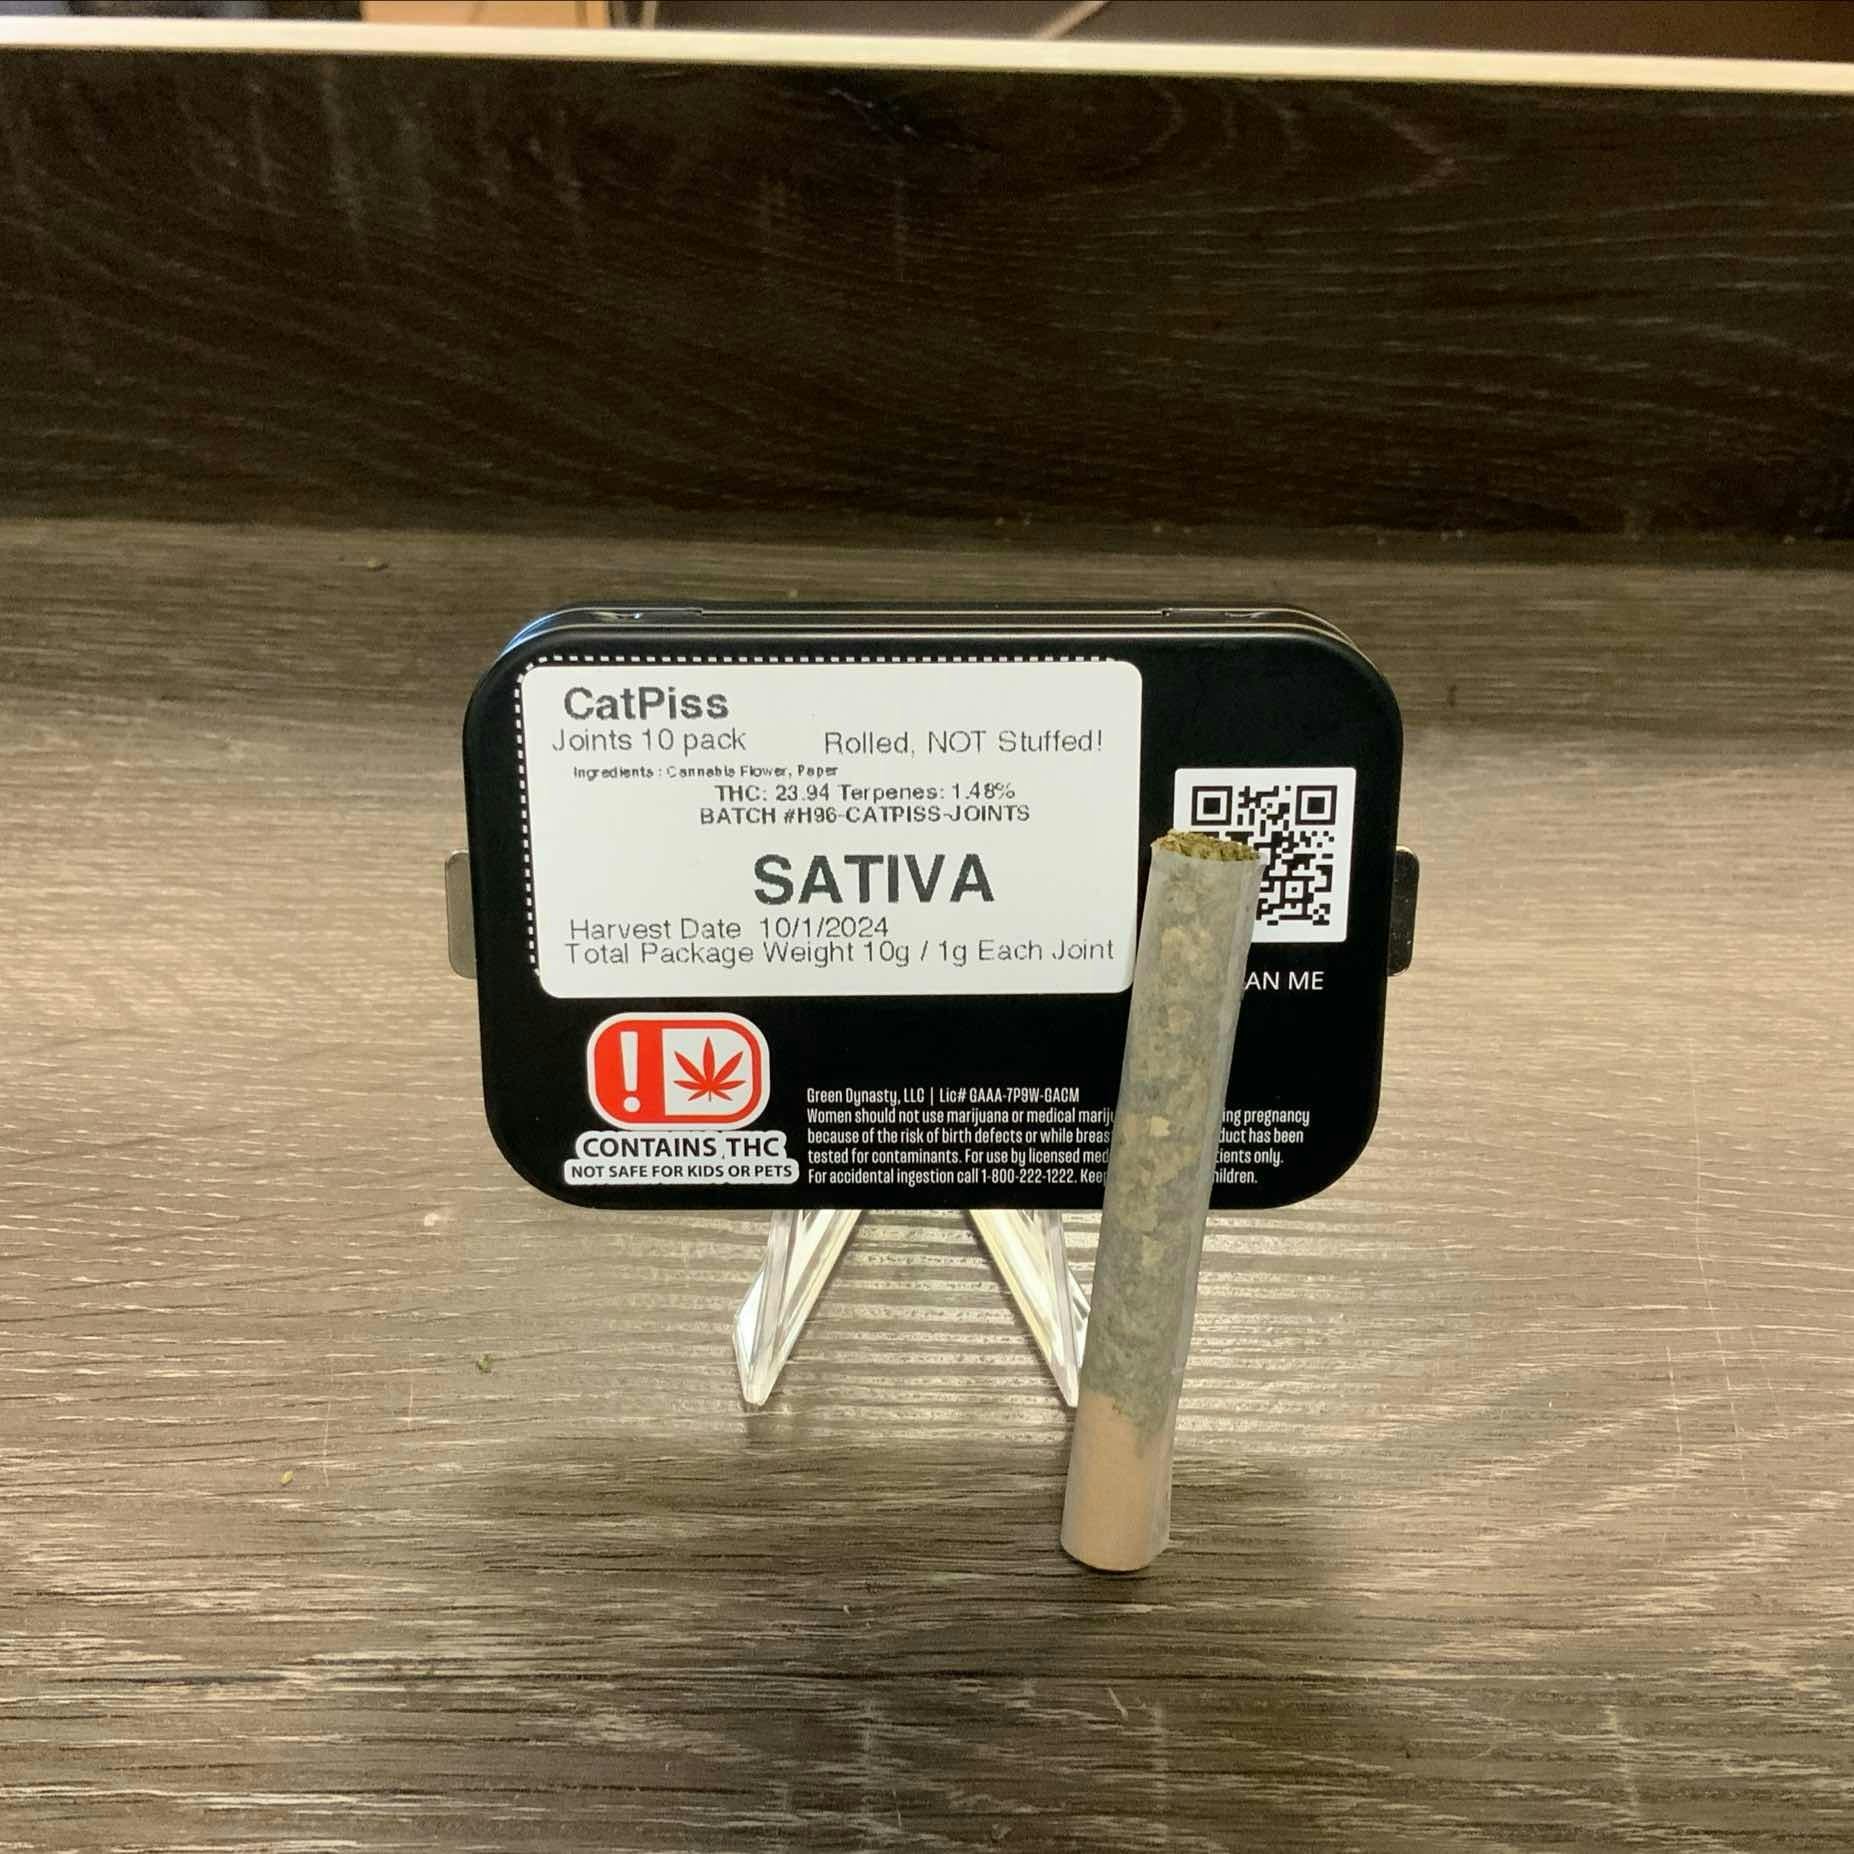 CatPiss
Joints 10 pack Rolled, NOT Stuffed!
Ingredients : Cannabis Flower, Paper
THC: 23.94 Terpenes: 1.48%
BATCH #H96-CATPISS-JOINTS
SATIVA
Harvest Date 10/1/2024
Total Package Weight 10g / 1g Each Joint
AN ME
!
CONTAINS THC
NOT SAFE FOR KIDS OR PETS
Green Dynasty, LLC | Lic# GAAA-7P9W-GACM
Women should not use marijuana or medical mariju ing pregnancy
because of the risk of birth defects or while breas duct has been
tested for contaminants. For use by licensed med ients only.
For accidental ingestion call 1-800-222-1222. Keep hildren.